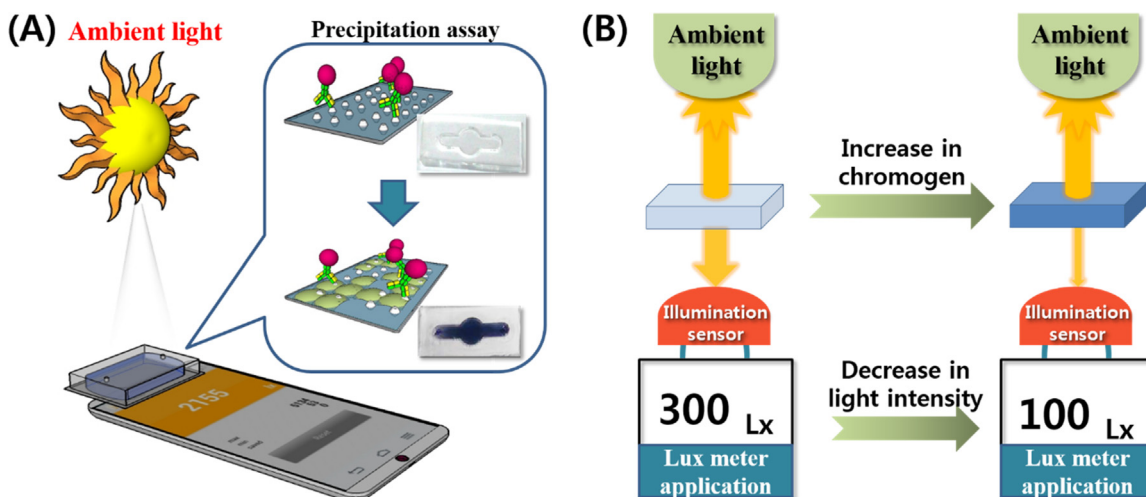 (A)
Ambient light
Precipitation assay
2155
Reset
(B)
Ambient
light
Ambient
light
Increase in
chromogen
Illumination
sensor
Illumination
sensor
Decrease in
light intensity
300 Lx
100 Lx
Lux meter
application
Lux meter
application